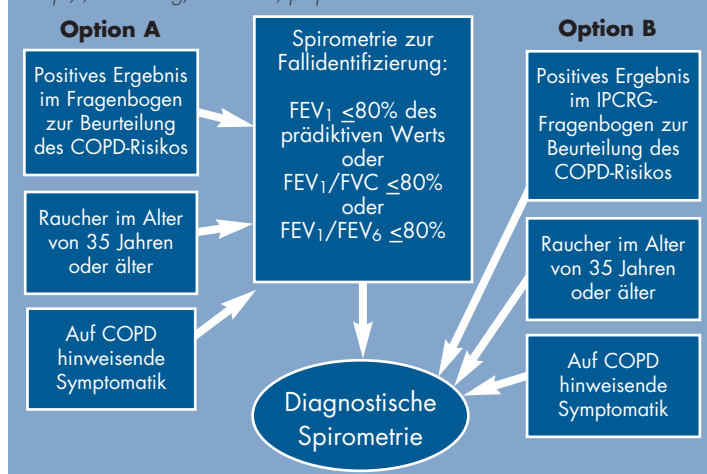 Option A
Positives Ergebnis
im Fragenbogen
zur Beurteilung
des COPD-Risikos
Raucher im Alter
von 35 Jahren
oder älter
Auf COPD
hinweisende
Symptomatik
Spirometrie zur
Fallidentifizierung:
FEV1 ≤80% des
prädiktiven Werts
oder
FEV1/FVC ≤80%
oder
FEV1/FEV6 ≤80%
Diagnostische
Spirometrie
Option B
Positives Ergebnis
im IPCRG-
Fragenbogen zur
Beurteilung des
COPD-Risikos
Raucher im Alter
von 35 Jahren
oder älter
Auf COPD
hinweisende
Symptomatik